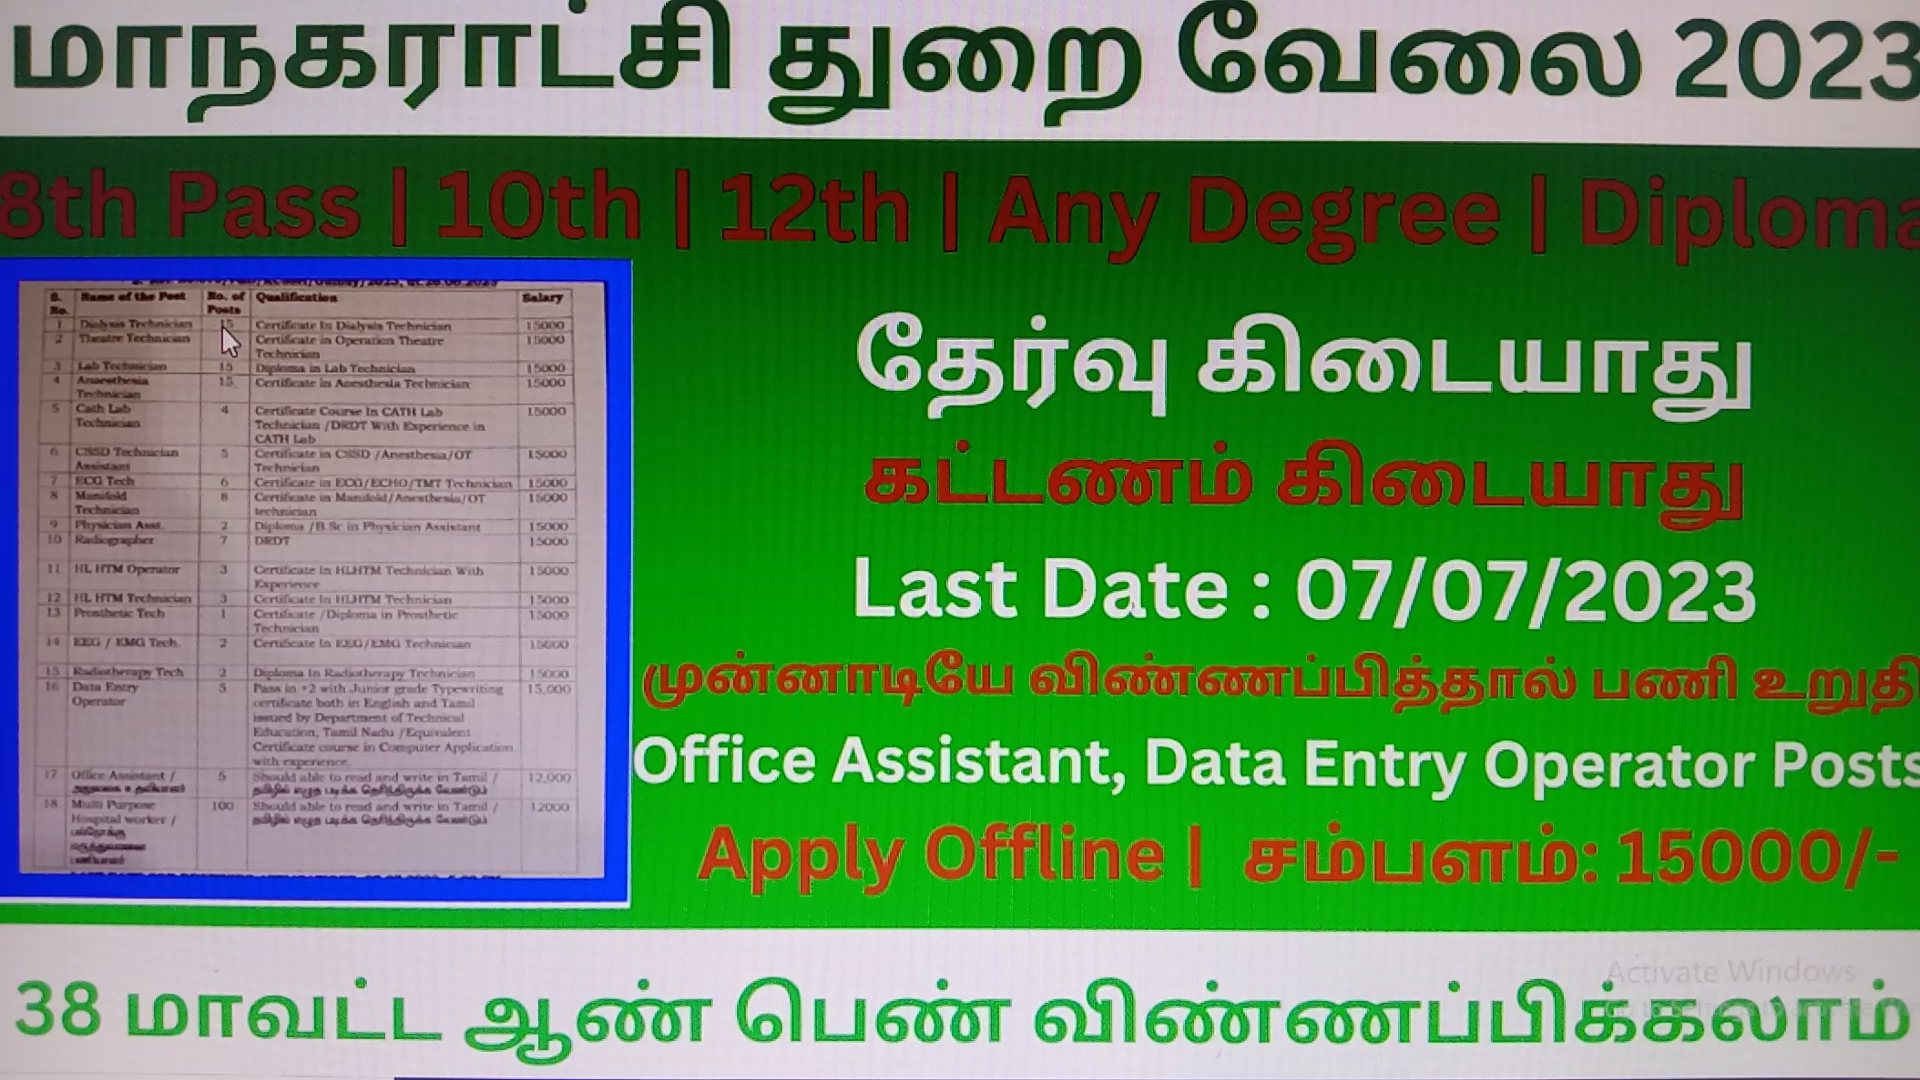 மாநகராட்சி துறை வேலை 2023
8th Pass | 10th | 12th | Any Degree | Diploma
S. No. Name of the Post No. of Posts Qualification Salary
1 Dialysis Technician 15 Certificate In Dialysis Technician 15000
2 Theatre Technician Certificate in Operation Theatre Technician 15000
3 Lab Technician 15 Diploma in Lab Technician 15000
4 Anaesthesia Technician 15 Certificate in Anesthesia Technician 15000
5 Cath Lab Technician 4 Certificate Course In CATH Lab Technician /DRDT With Experience in CATH Lab 15000
6 CSSD Technician Assistant 5 Certificate in CSSD /Anesthesia/OT Technician 15000
7 ECG Tech 6 Certificate in ECG/ECHO/TMT Technician 15000
8 Manifold Technician 8 Certificate in Manifold/Anesthesia/OT technician 15000
9 Physician Asst. 2 Diploma /B.Sc in Physician Assistant 15000
10 Radiographer 7 DRDT 15000
11 HL HTM Operator 3 Certificate In HLHTM Technician With Experience 15000
12 HL HTM Technician 3 Certificate In HLHTM Technician 15000
13 Prosthetic Tech 1 Certificate /Diploma in Prosthetic Technician 15000
14 EEG / EMG Tech. 2 Certificate In EEG/EMG Technician 15000
15 Radiotherapy Tech 2 Diploma In Radiotherapy Technician 15000
16 Data Entry Operator 5 Pass in +2 with Junior grade Typewriting certificate both in English and Tamil issued by Department of Technical Education, Tamil Nadu /Equivalent Certificate course in Computer Application with experience. 15,000
17 Office Assistant / 5 Should able to read and write in Tamil / தமிழில் எழுத படிக்க தெரிந்திருக்க வேண்டும் 12,000
18 Multi Purpose Hospital worker / பல்நோக்கு மருத்துவமனை பணியாளர் 100 Should able to read and write in Tamil / தமிழில் எழுத படிக்க தெரிந்திருக்க வேண்டும் 12000
தேர்வு கிடையாது
கட்டணம் கிடையாது
Last Date : 07/07/2023
முன்னாடியே விண்ணப்பித்தால் பணி உறுதி
Office Assistant, Data Entry Operator Posts
Apply Offline | சம்பளம்: 15000/-
38 மாவட்ட ஆண் பெண் விண்ணப்பிக்கலாம்
Activate Windows